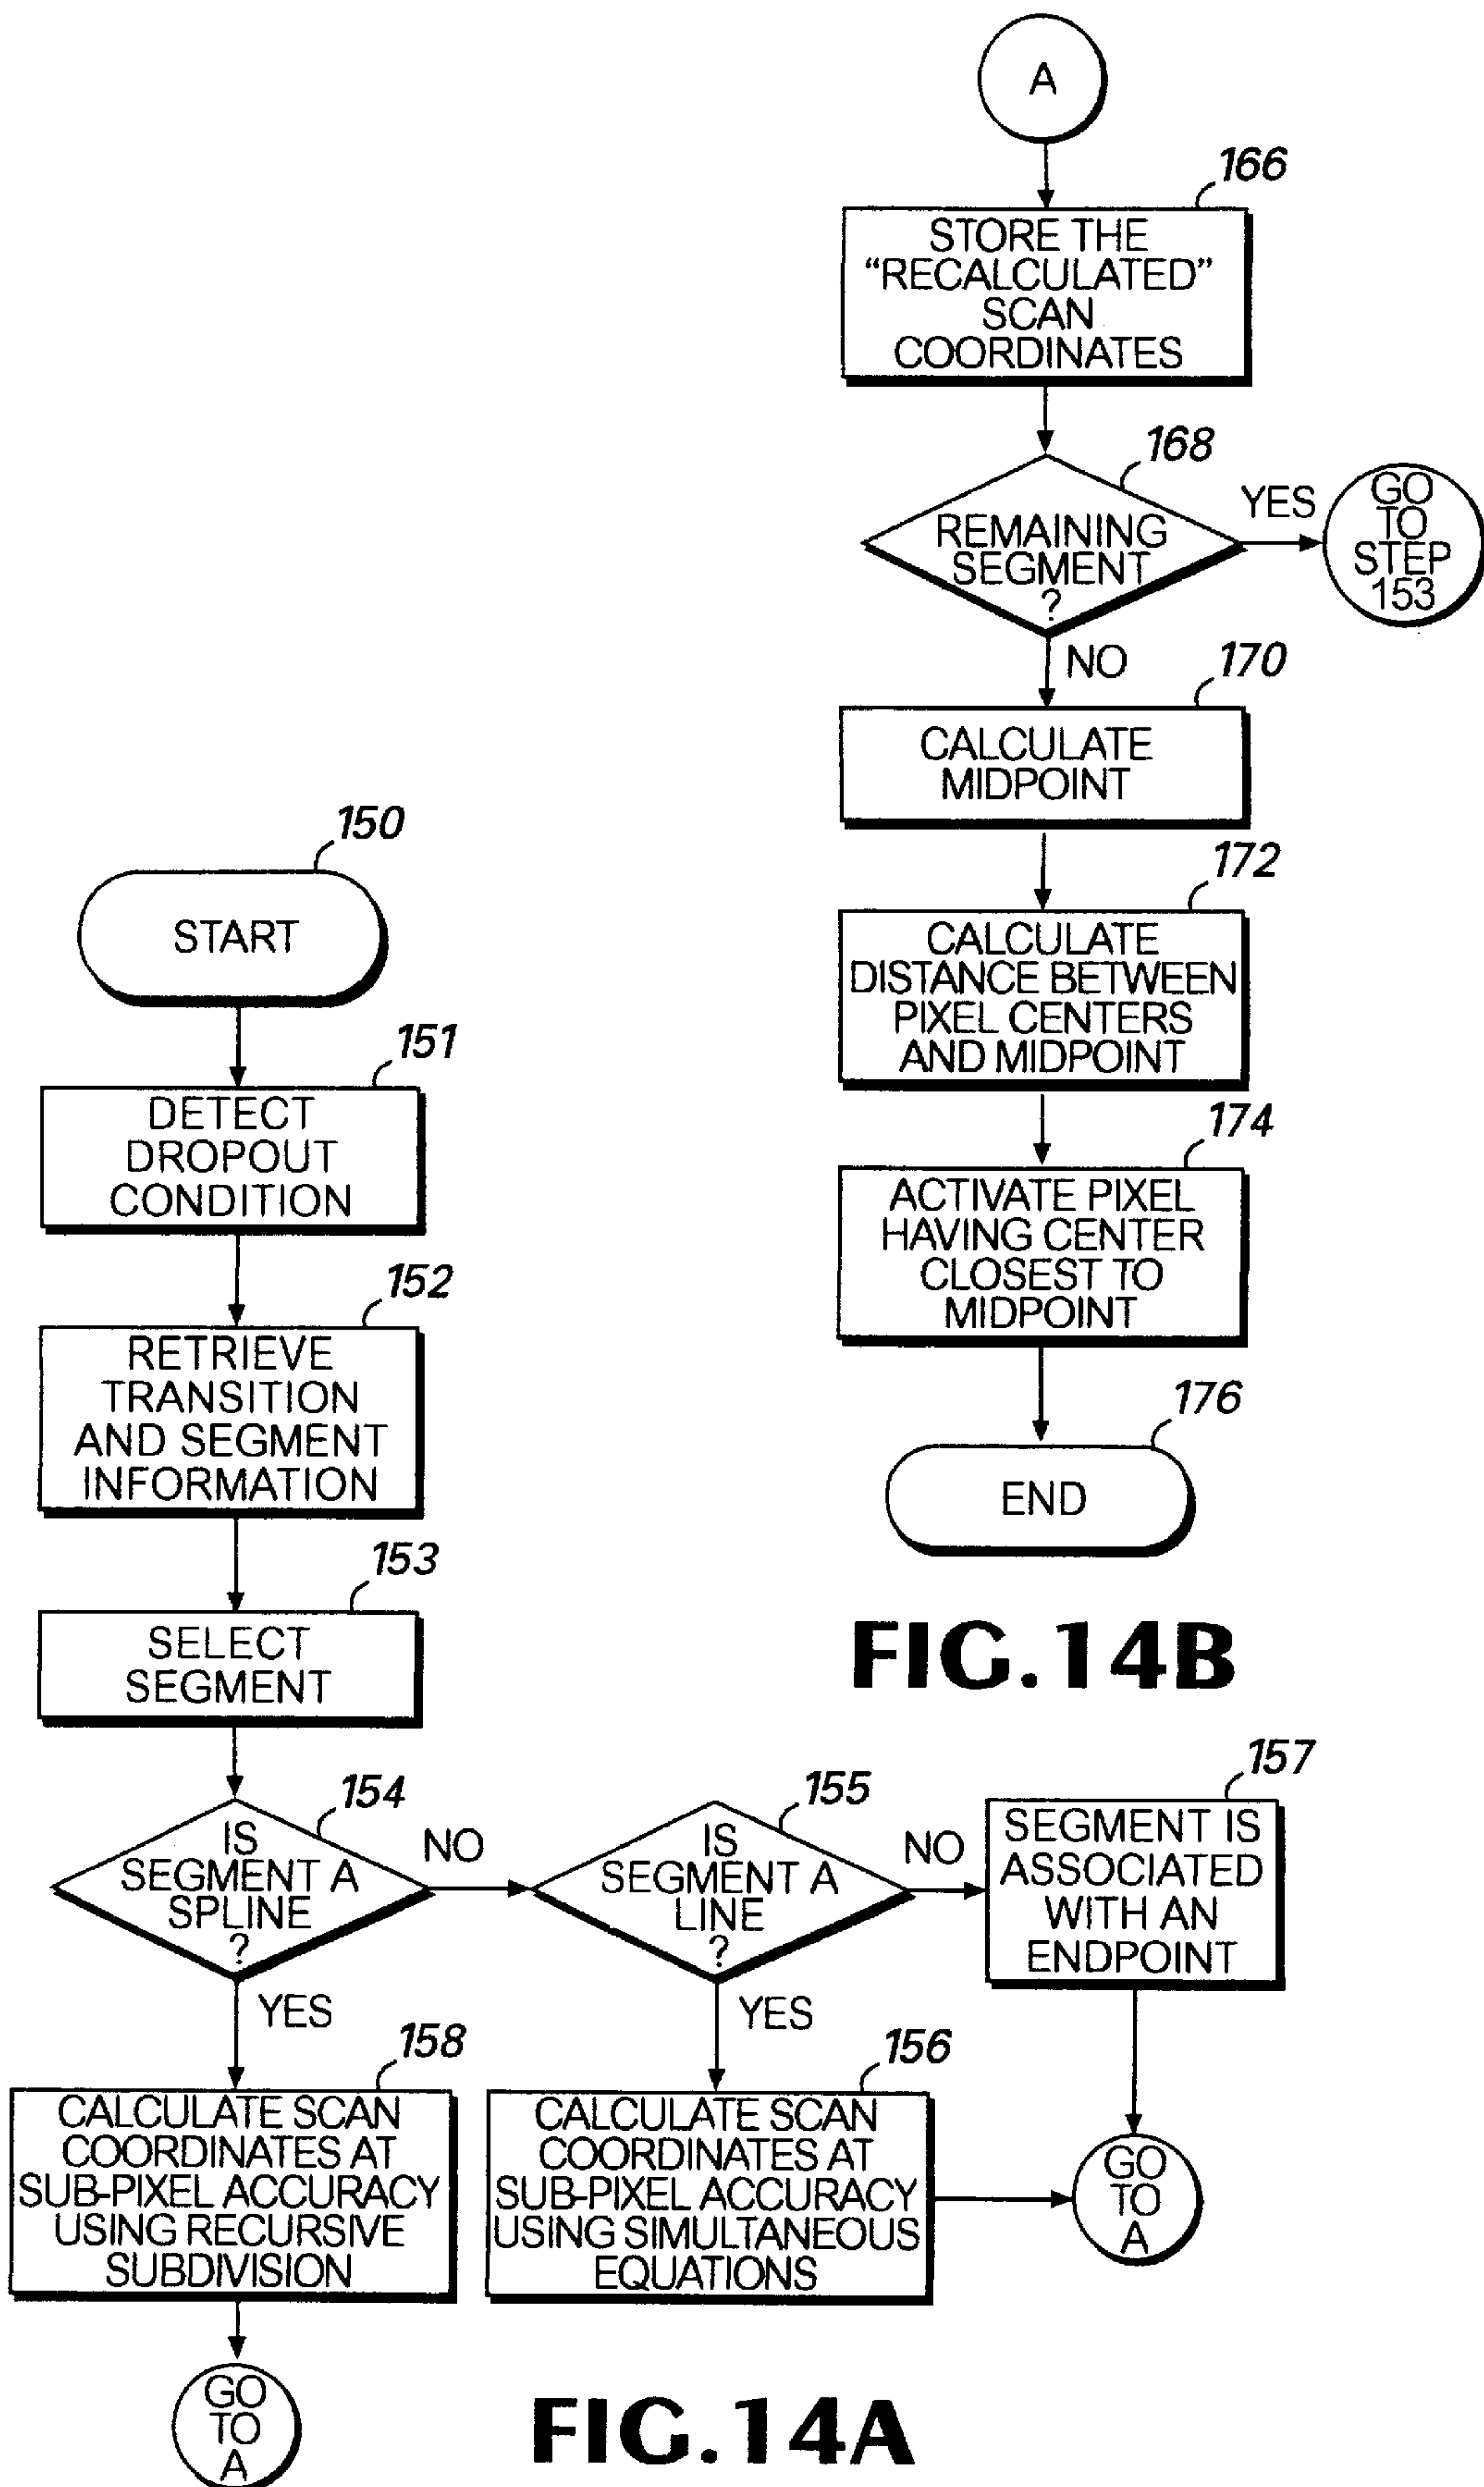 150
START
151
DETECT
DROPOUT
CONDITION
152
RETRIEVE
TRANSITION
AND SEGMENT
INFORMATION
153
SELECT
SEGMENT
154
IS
SEGMENT A
SPLINE
?
NO
YES
155
IS
SEGMENT A
LINE
?
NO
YES
157
SEGMENT IS
ASSOCIATED
WITH AN
ENDPOINT
158
CALCULATE SCAN
COORDINATES AT
SUB-PIXEL ACCURACY
USING RECURSIVE
SUBDIVISION
156
CALCULATE SCAN
COORDINATES AT
SUB-PIXEL ACCURACY
USING SIMULTANEOUS
EQUATIONS
GO
TO
A
GO
TO
A
FIG.14A
A
166
STORE THE
“RECALCULATED”
SCAN
COORDINATES
168
REMAINING
SEGMENT
?
YES
GO
TO
STEP
153
NO
170
CALCULATE
MIDPOINT
172
CALCULATE
DISTANCE BETWEEN
PIXEL CENTERS
AND MIDPOINT
174
ACTIVATE PIXEL
HAVING CENTER
CLOSEST TO
MIDPOINT
176
END
FIG.14B